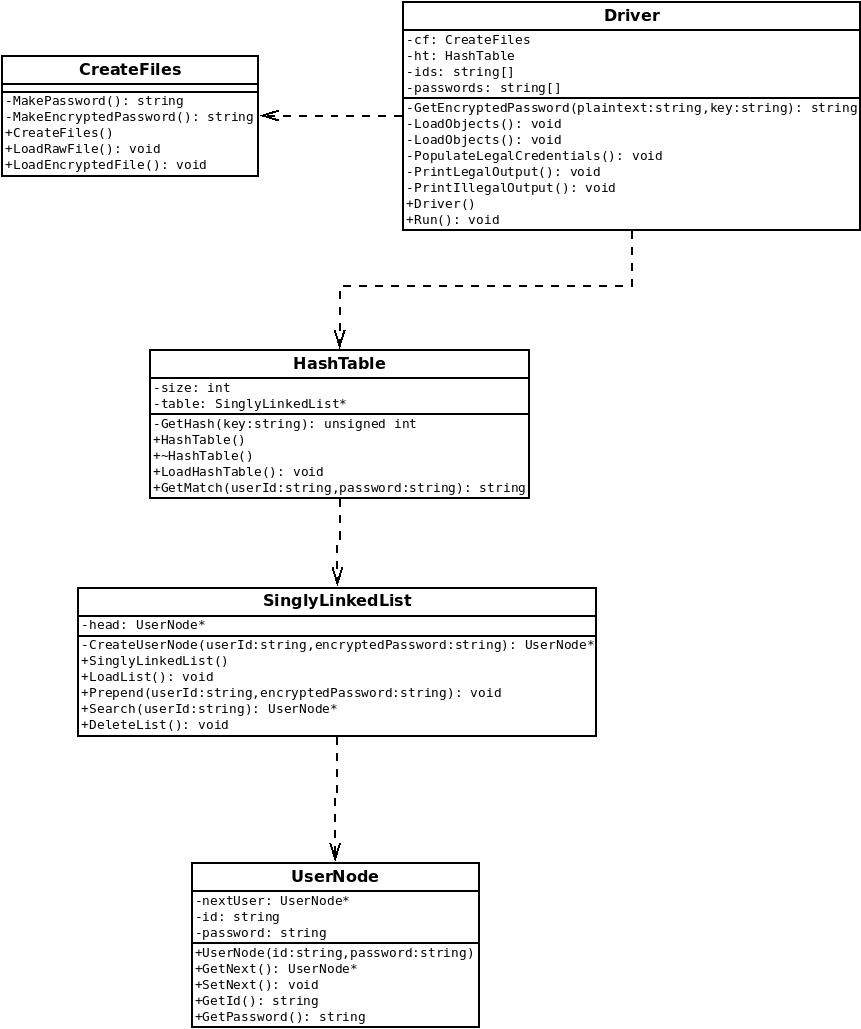 Driver
-cf: CreateFiles
-ht: HashTable
-ids: string[]
-passwords: string[]
-GetEncryptedPassword(plaintext:string,key:string): string
-LoadObjects(): void
-LoadObjects(): void
-PopulateLegalCredentials(): void
-PrintLegalOutput(): void
-PrintIllegalOutput(): void
+Driver()
+Run(): void
CreateFiles
-MakePassword(): string
-MakeEncryptedPassword(): string
+CreateFiles()
+LoadRawFile(): void
+LoadEncryptedFile(): void
HashTable
-size: int
-table: SinglyLinkedList*
-GetHash(key:string): unsigned int
+HashTable()
+~HashTable()
+LoadHashTable(): void
+GetMatch(userId:string,password:string): string
SinglyLinkedList
-head: UserNode*
-CreateUserNode(userId:string,encryptedPassword:string): UserNode*
+SinglyLinkedList()
+LoadList(): void
+Prepend(userId:string,encryptedPassword:string): void
+Search(userId:string): UserNode*
+DeleteList(): void
UserNode
-nextUser: UserNode*
-id: string
-password: string
+UserNode(id:string,password:string)
+GetNext(): UserNode*
+SetNext(): void
+GetId(): string
+GetPassword(): string